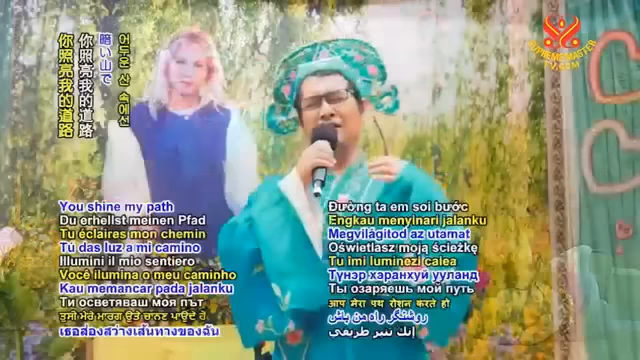 SUPREMEMASTER
TV.COM
어두운 산 속에선
暗い山で
你照亮我的道路
你照亮我的道路
You shine my path
Du erhellst meinen Pfad
Tu éclaires mon chemin
Tu das luz a mi camino
Illumini il mio sentiero
Você ilumina o meu caminho
Kau memancar pada jalanku
Ти осветяваш моя път
ਤੁਸੀ ਮੇਰੇ ਮਾਰਗ ਉਤੇ ਚਾਨਣ ਪਾਉਂਦੇ ਹੋ
เธอส่องสว่างเส้นทางของฉัน
Đường ta em soi bước
Engkau menyinari jalanku
Megvilágítod az utamat
Oświetlasz moją ścieżkę
Tu îmi luminezi calea
Түнэр харанхуй ууланд
Ты озаряешь мой путь
आप मेरा पथ रोशन करते हो
روشنگر راه من باش
إنك تنير طريقي